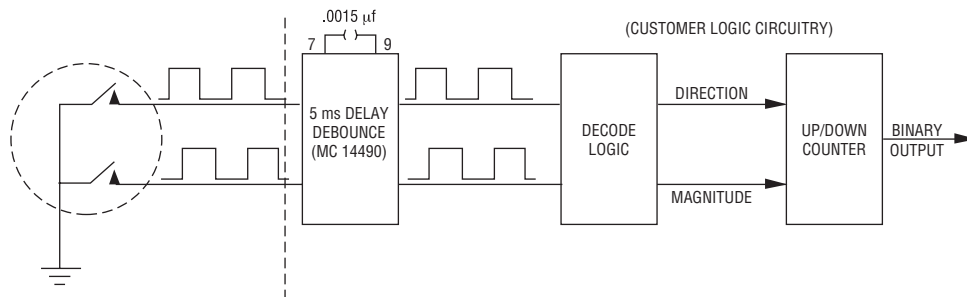 .0015 μf
7 9
(CUSTOMER LOGIC CIRCUITRY)
5 ms DELAY
DEBOUNCE
(MC 14490)
DECODE
LOGIC
DIRECTION
MAGNITUDE
UP/DOWN
COUNTER
BINARY
OUTPUT